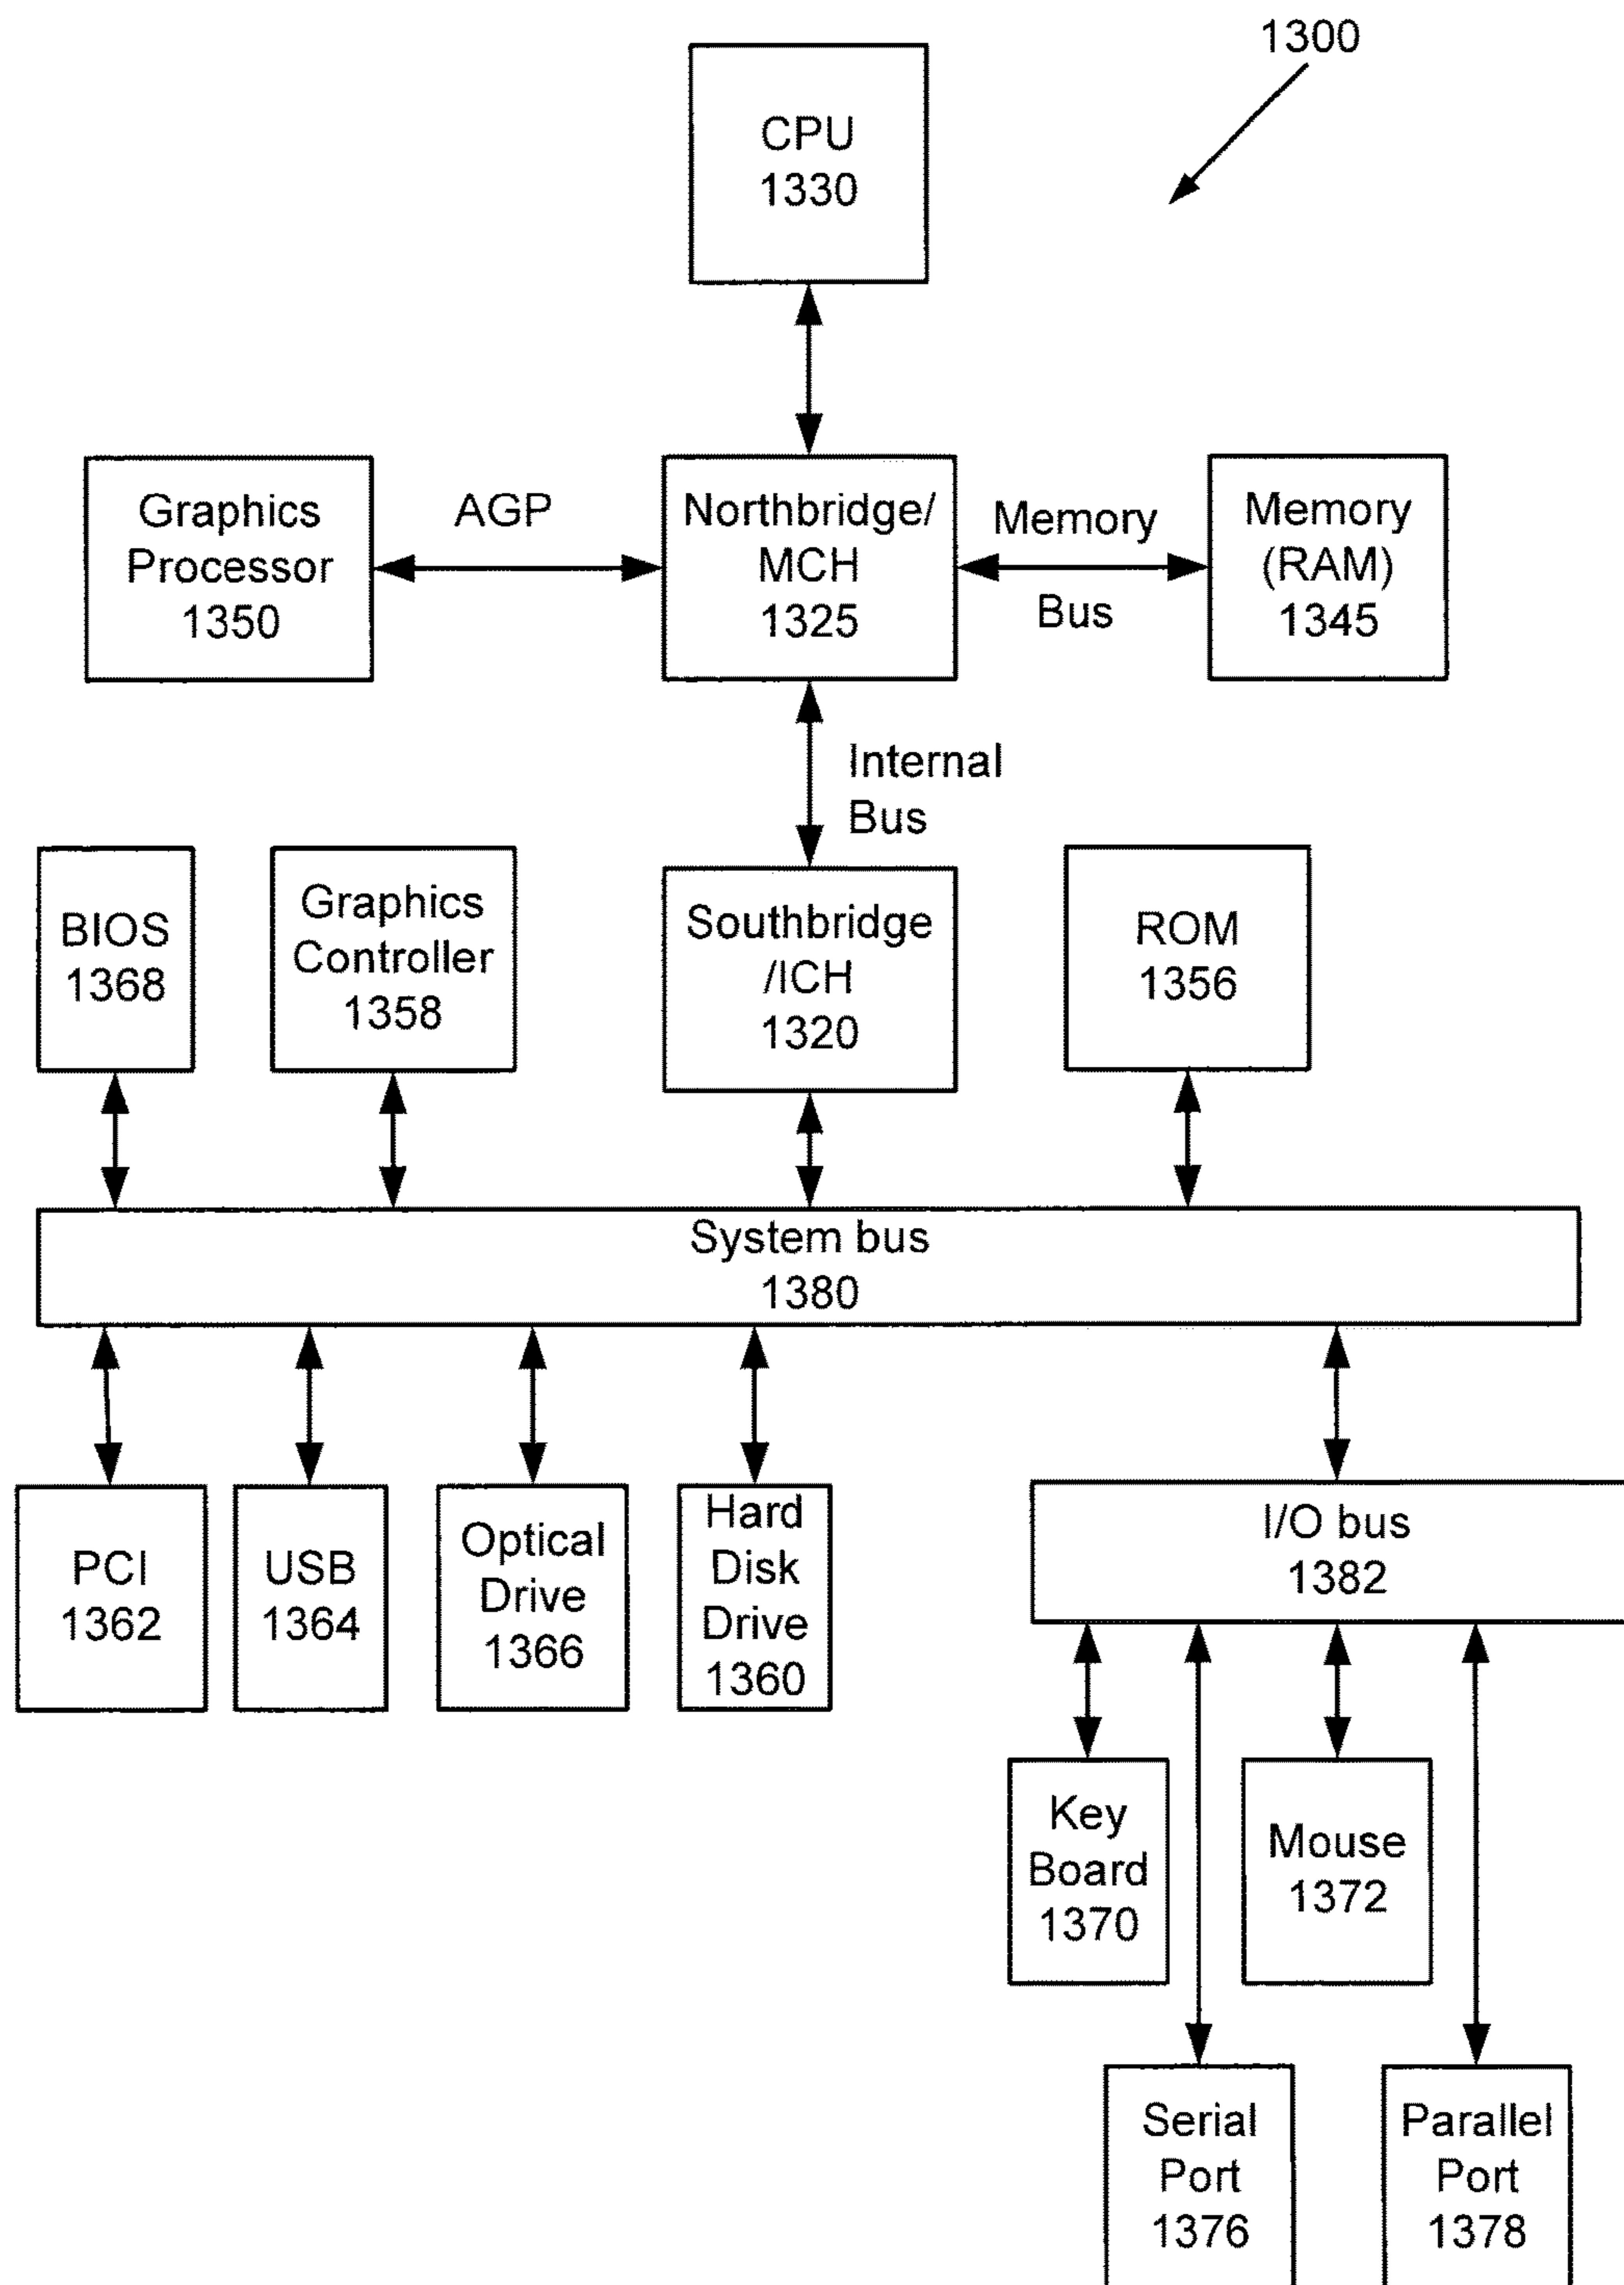 1300
CPU
1330
Graphics
Processor
1350
AGP
Northbridge/
MCH
1325
Memory
Bus
Memory
(RAM)
1345
Internal
Bus
BIOS
1368
Graphics
Controller
1358
Southbridge
/ICH
1320
ROM
1356
System bus
1380
PCI
1362
USB
1364
Optical
Drive
1366
Hard
Disk
Drive
1360
I/O bus
1382
Key
Board
1370
Mouse
1372
Serial
Port
1376
Parallel
Port
1378